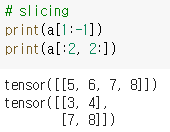 # slicing
print(a[1:-1])
print(a[:2, 2:])
tensor([[5, 6, 7, 8]])
tensor([[3, 4],
        [7, 8]])